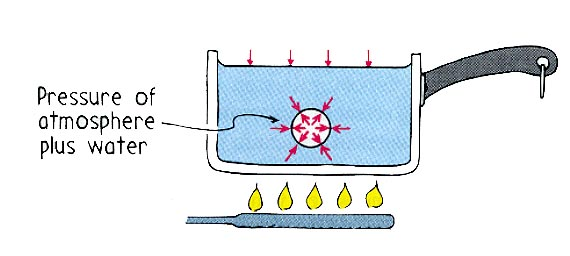 Pressure of
atmosphere
plus water